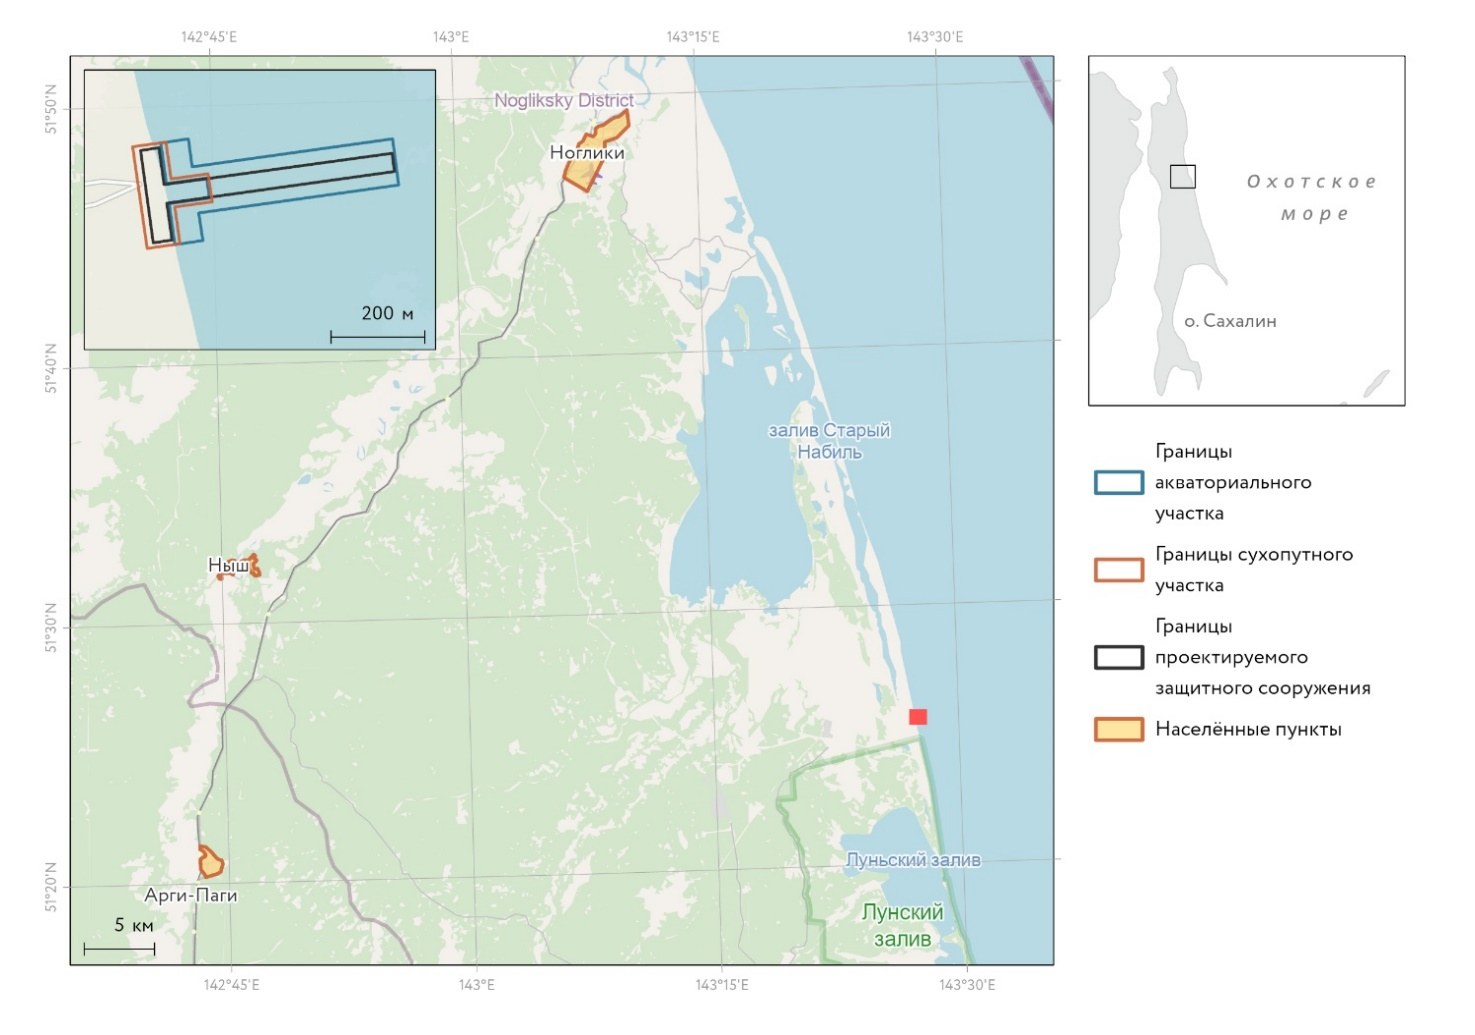 142°45'E
143°E
143°15'E
143°30'E
51°50'N
51°40'N
51°30'N
51°20'N
Nogliksky District
Ноглики
200 м
залив Старый
Набиль
Ныш
Луньский залив
Лунский
залив
Арги-Паги
5 км
142°45'E
143°E
143°15'E
143°30'E
Охотское
море
о. Сахалин
Границы
акваториального
участка
Границы сухопутного
участка
Границы
проектируемого
защитного сооружения
Населённые пункты